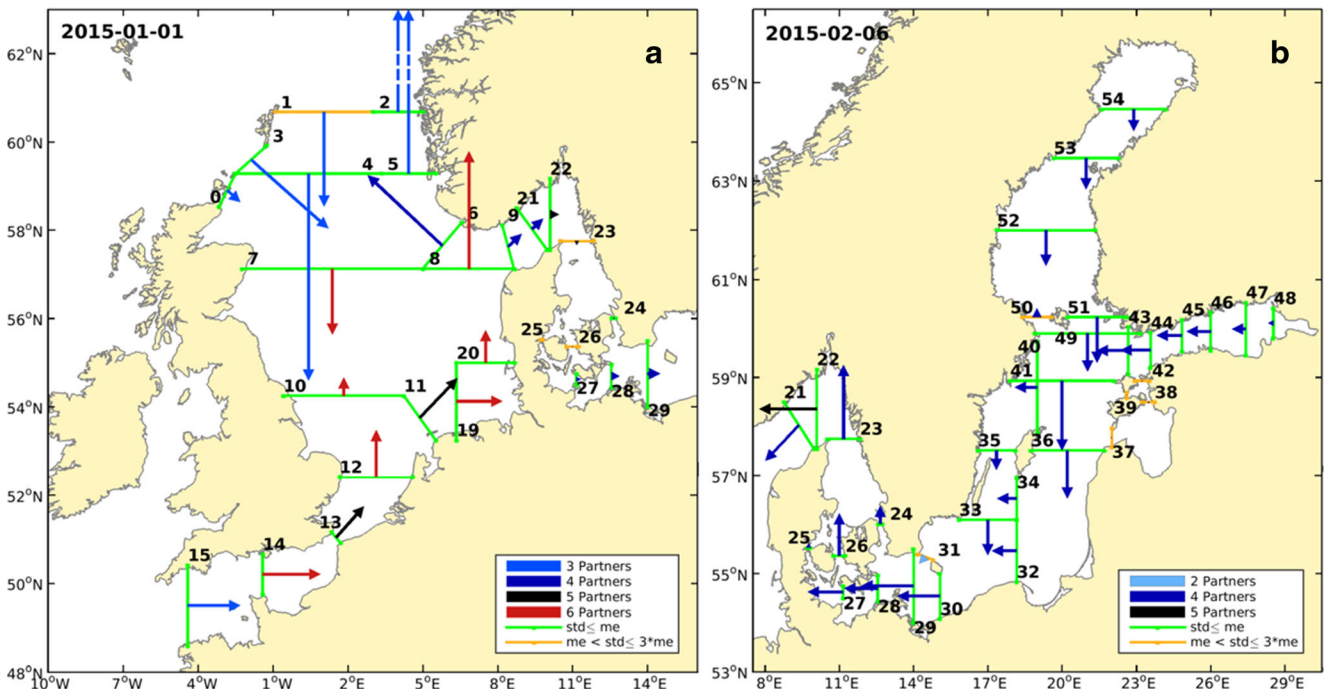 2015-01-01
a
62°N
60°N
58°N
56°N
54°N
52°N
50°N
48°N
10°W
7°W
4°W
1°W
2°E
5°E
8°E
11°E
14°E
0
1
2
3
4
5
6
7
8
9
10
11
12
13
14
15
19
20
21
22
23
24
25
26
27
28
29
3 Partners
4 Partners
5 Partners
6 Partners
std≤ me
me < std≤ 3*me
2015-02-06
b
65°N
63°N
61°N
59°N
57°N
55°N
53°N
8°E
11°E
14°E
17°E
20°E
23°E
26°E
29°E
54
53
52
50
51
43
44
45
46
47
48
49
40
41
42
39
38
22
21
23
35
36
37
34
33
24
25
26
31
32
27
28
29
30
2 Partners
4 Partners
5 Partners
std≤ me
me < std≤ 3*me